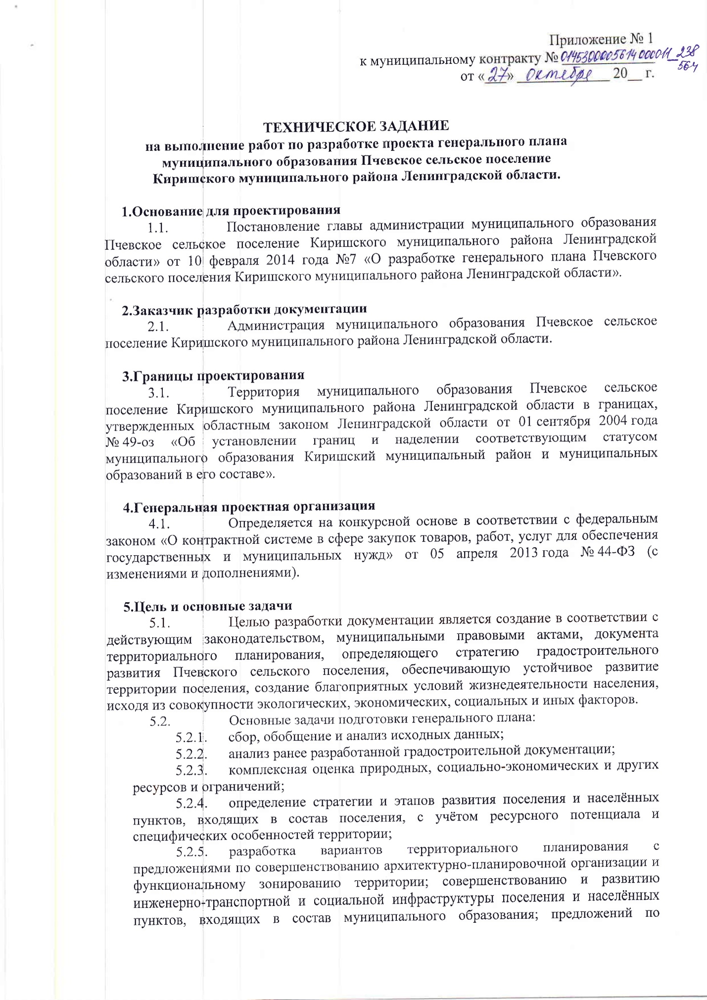 Приложение № 1
к муниципальному контракту № 0145300005614000011_238
564
от «27» октября 20__ г.
ТЕХНИЧЕСКОЕ ЗАДАНИЕ
на выполнение работ по разработке проекта генерального плана
муниципального образования Пчевское сельское поселение
Киришского муниципального района Ленинградской области.
1.Основание для проектирования
1.1. Постановление главы администрации муниципального образования
Пчевское сельское поселение Киришского муниципального района Ленинградской
области» от 10 февраля 2014 года №7 «О разработке генерального плана Пчевского
сельского поселения Киришского муниципального района Ленинградской области».
2.Заказчик разработки документации
2.1. Администрация муниципального образования Пчевское сельское
поселение Киришского муниципального района Ленинградской области.
3.Границы проектирования
3.1. Территория муниципального образования Пчевское сельское
поселение Киришского муниципального района Ленинградской области в границах,
утвержденных областным законом Ленинградской области от 01 сентября 2004 года
№ 49-оз «Об установлении границ и наделении соответствующим статусом
муниципального образования Киришский муниципальный район и муниципальных
образований в его составе».
4.Генеральная проектная организация
4.1. Определяется на конкурсной основе в соответствии с федеральным
законом «О контрактной системе в сфере закупок товаров, работ, услуг для обеспечения
государственных и муниципальных нужд» от 05 апреля 2013 года № 44-ФЗ (с
изменениями и дополнениями).
5.Цель и основные задачи
5.1. Целью разработки документации является создание в соответствии с
действующим законодательством, муниципальными правовыми актами, документа
территориального планирования, определяющего стратегию градостроительного
развития Пчевского сельского поселения, обеспечивающую устойчивое развитие
территории поселения, создание благоприятных условий жизнедеятельности населения,
исходя из совокупности экологических, экономических, социальных и иных факторов.
5.2. Основные задачи подготовки генерального плана:
5.2.1. сбор, обобщение и анализ исходных данных;
5.2.2. анализ ранее разработанной градостроительной документации;
5.2.3. комплексная оценка природных, социально-экономических и других
ресурсов и ограничений;
5.2.4. определение стратегии и этапов развития поселения и населённых
пунктов, входящих в состав поселения, с учётом ресурсного потенциала и
специфических особенностей территории;
5.2.5. разработка вариантов территориального планирования с
предложениями по совершенствованию архитектурно-планировочной организации и
функциональному зонированию территории; совершенствованию и развитию
инженерно-транспортной и социальной инфраструктуры поселения и населённых
пунктов, входящих в состав муниципального образования; предложений по